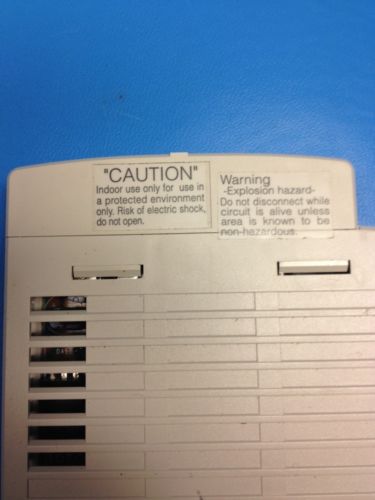 "CAUTION"
Indoor use only for use in
a protected environment
only. Risk of electric shock,
do not open.
Warning
-Explosion hazard-
Do not disconnect while
circuit is alive unless
area is known to be
non-hazardous.